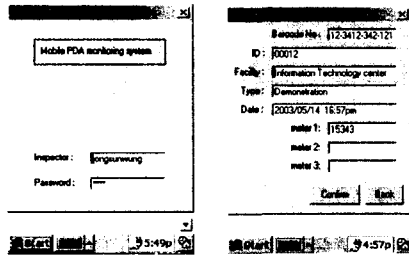 Mobile PDA monitoring system
Inspector : jongsunwung
Password :
Start
5:49p
Barcode No. : 12-3412-342-121
ID : 00012
Facility : Information Technology center
Type : Demonstration
Date : 2003/05/14 16:57pm
meter 1: 15343
meter 2:
meter 3:
Confirm Back
Start
4:57p